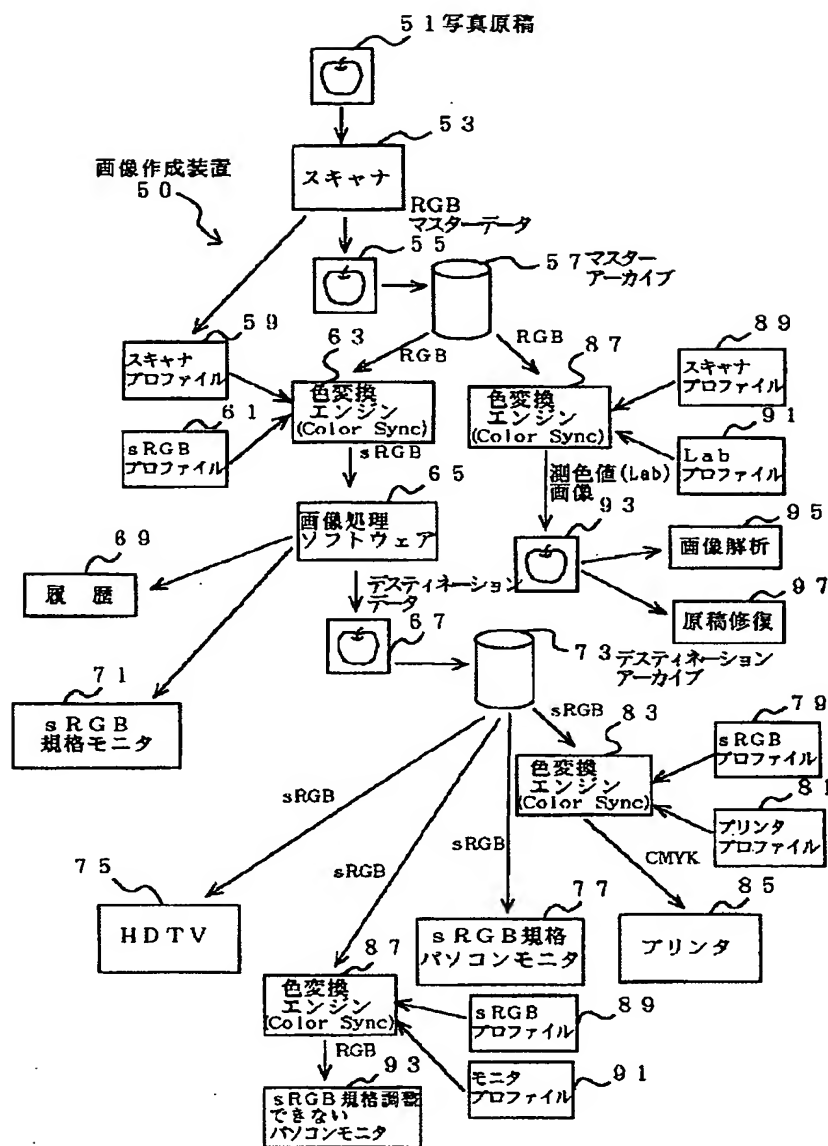 51写真原稿
53
スキャナ
画像作成装置
50
RGB
マスターデータ
55
57マスター
アーカイブ
59
スキャナ
プロファイル
61
sRGB
プロファイル
RGB
63
色変換
エンジン
(Color Sync)
RGB
87
色変換
エンジン
(Color Sync)
89
スキャナ
プロファイル
91
Lab
プロファイル
sRGB
65
画像処理
ソフトウェア
測色値(Lab)
画像
93
95
画像解析
97
原稿修復
69
履歴
71
sRGB
規格モニタ
デスティネーション
データ
67
73デスティネーション
アーカイブ
sRGB
83
色変換
エンジン
(Color Sync)
79
sRGB
プロファイル
81
プリンタ
プロファイル
CMYK
85
プリンタ
sRGB
75
HDTV
sRGB
sRGB
77
sRGB規格
パソコンモニタ
87
色変換
エンジン
(Color Sync)
89
sRGB
プロファイル
91
モニタ
プロファイル
RGB
93
sRGB規格調整
できない
パソコンモニタ